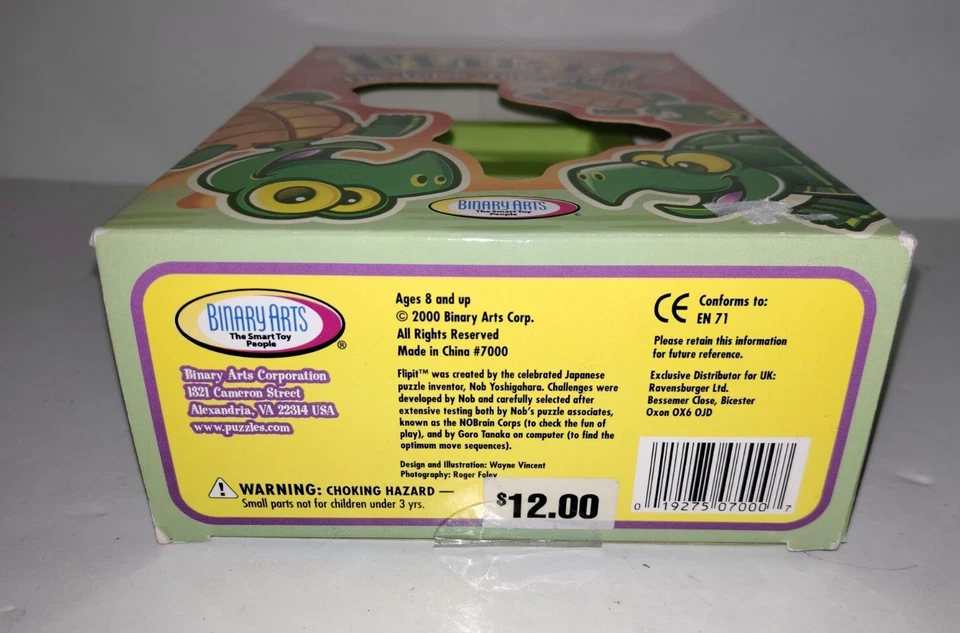 BINARY ARTS
The Smart Toy
People
BINARY ARTS
The Smart Toy
People
®
Binary Arts Corporation
1321 Cameron Street
Alexandria, VA 22314 USA
www.puzzles.com
Ages 8 and up
© 2000 Binary Arts Corp.
All Rights Reserved
Made in China #7000
Flipit™ was created by the celebrated Japanese
puzzle inventor, Nob Yoshigahara. Challenges were
developed by Nob and carefully selected after
extensive testing both by Nob's puzzle associates,
known as the NOBrain Corps (to check the fun of
play), and by Goro Tanaka on computer (to find the
optimum move sequences).
Design and Illustration: Wayne Vincent
Photography: Roger Foley
CE Conforms to:
EN 71
Please retain this information
for future reference.
Exclusive Distributor for UK:
Ravensburger Ltd.
Bessemer Close, Bicester
Oxon OX6 OJD
WARNING: CHOKING HAZARD —
Small parts not for children under 3 yrs.
$12.00
0 19275 07000 7